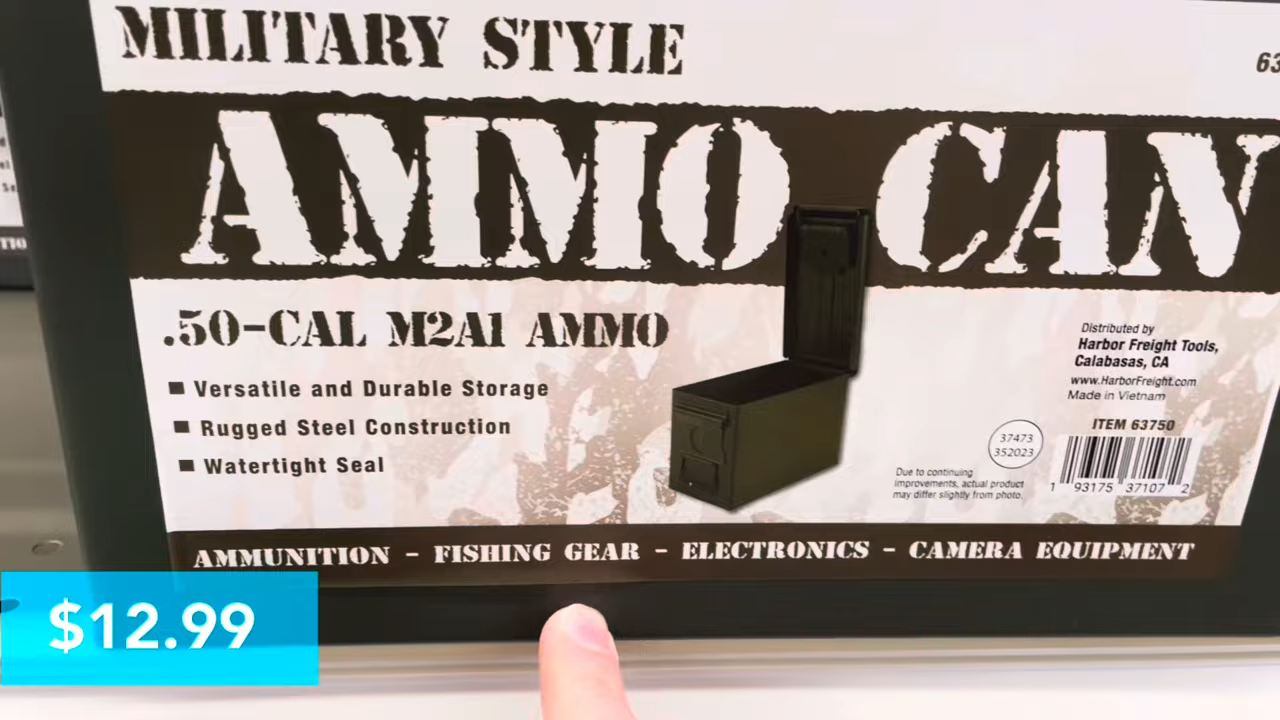 MILITARY STYLE
63
AMMO CAN
.50-CAL M2A1 AMMO
■ Versatile and Durable Storage
■ Rugged Steel Construction
■ Watertight Seal
Distributed by
Harbor Freight Tools,
Calabasas, CA
www.HarborFreight.com
Made in Vietnam
ITEM 63750
37473
352023
1 93175 37107 2
Due to continuing
improvements, actual product
may differ slightly from photo.
AMMUNITION - FISHING GEAR - ELECTRONICS - CAMERA EQUIPMENT
$12.99